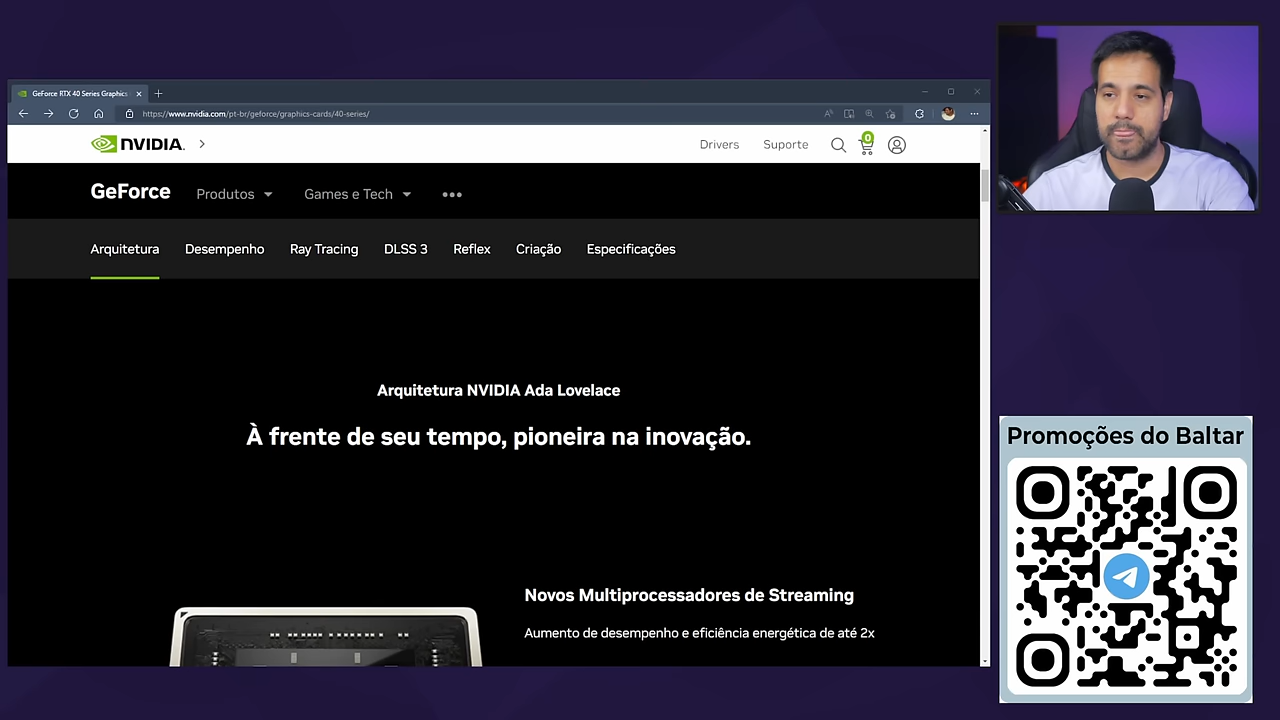 GeForce RTX 40 Series Graphics
https://www.nvidia.com/pt-br/geforce/graphics-cards/40-series/
NVIDIA.
Drivers
Suporte
0
GeForce
Produtos
Games e Tech
Arquitetura
Desempenho
Ray Tracing
DLSS 3
Reflex
Criação
Especificações
Arquitetura NVIDIA Ada Lovelace
À frente de seu tempo, pioneira na inovação.
Novos Multiprocessadores de Streaming
Aumento de desempenho e eficiência energética de até 2x
Promoções do Baltar